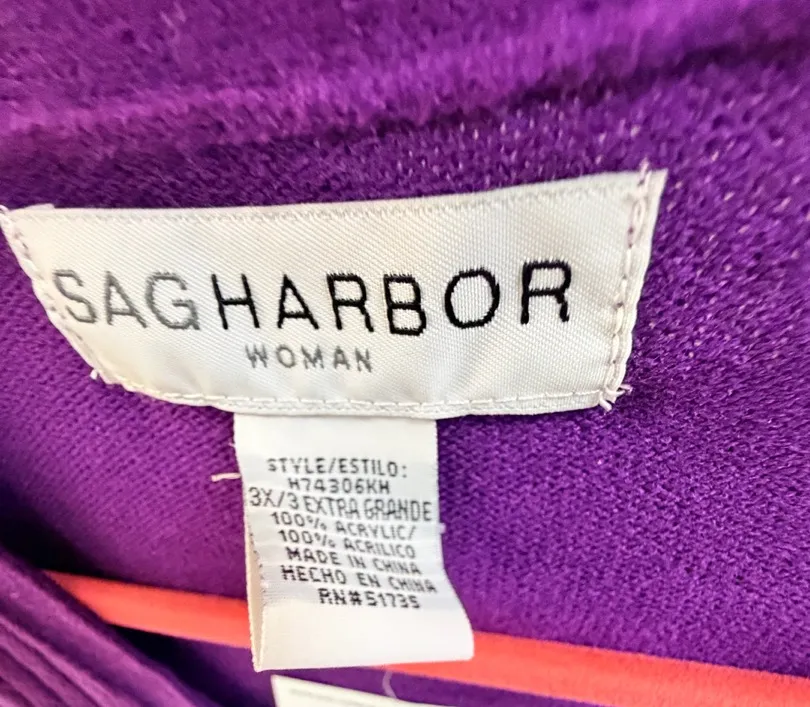 SAG HARBOR
WOMAN
STYLE/ESTILO:
H74306KH
3X/3 EXTRA GRANDE
100% ACRYLIC/
100% ACRILICO
MADE IN CHINA
HECHO EN CHINA
RN#51735